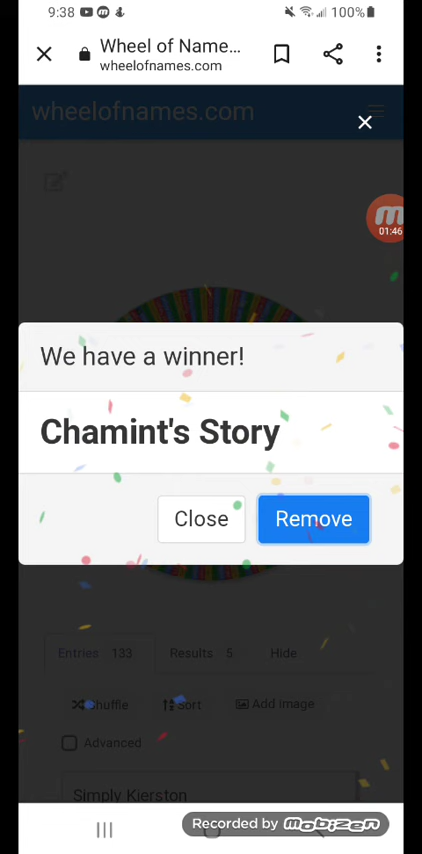 9:38
100%
Wheel of Name...
wheelofnames.com
wheelofnames.com
01:46
We have a winner!
Chamint's Story
Close
Remove
Entries 133
Results 5
Hide
Shuffle
Sort
Add image
Advanced
Simply Kierston
Recorded by mobizen